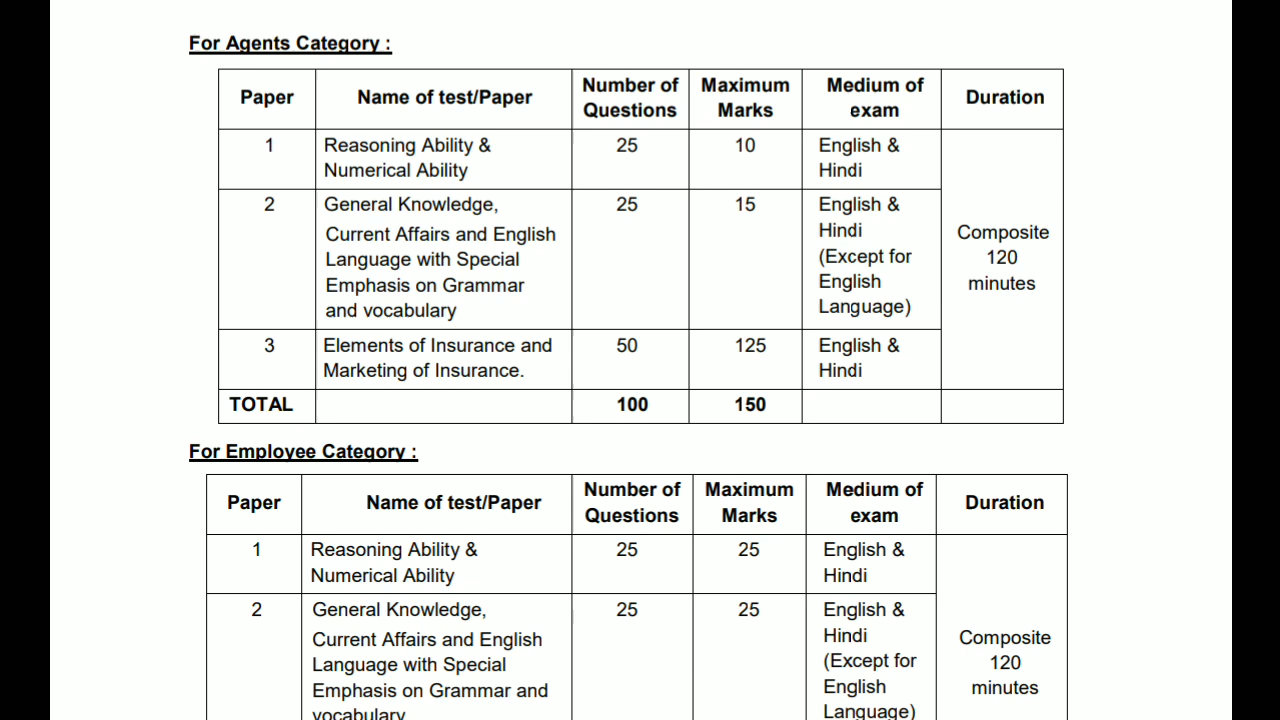 For Agents Category :
Paper Name of test/Paper Number of Questions Maximum Marks Medium of exam Duration
1 Reasoning Ability & Numerical Ability 25 10 English & Hindi Composite 120 minutes
2 General Knowledge, Current Affairs and English Language with Special Emphasis on Grammar and vocabulary 25 15 English & Hindi (Except for English Language)
3 Elements of Insurance and Marketing of Insurance. 50 125 English & Hindi
TOTAL 100 150
For Employee Category :
Paper Name of test/Paper Number of Questions Maximum Marks Medium of exam Duration
1 Reasoning Ability & Numerical Ability 25 25 English & Hindi Composite 120 minutes
2 General Knowledge, Current Affairs and English Language with Special Emphasis on Grammar and vocabulary 25 25 English & Hindi (Except for English Language)